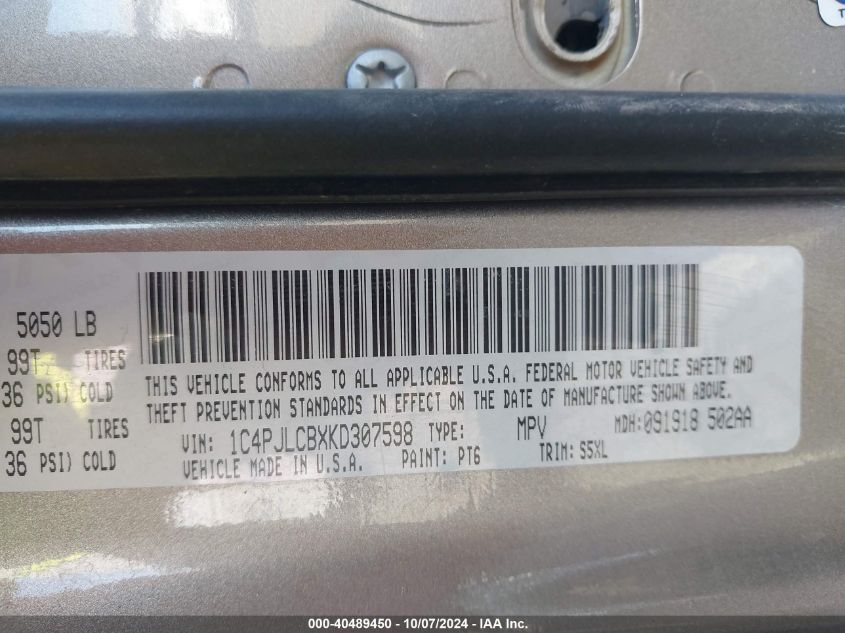 T
5050 LB
99T TIRES
36 PSI) COLD
99T TIRES
36 PSI) COLD
THIS VEHICLE CONFORMS TO ALL APPLICABLE U.S.A. FEDERAL MOTOR VEHICLE SAFETY AND
THEFT PREVENTION STANDARDS IN EFFECT ON THE DATE OF MANUFACTURE SHOWN ABOVE.
VIN: 1C4PJLCBXKD307598 TYPE: MPV MDH:091918 502AA
VEHICLE MADE IN U.S.A. PAINT: PT6 TRIM: S5XL
000-40489450 - 10/07/2024 - IAA Inc.